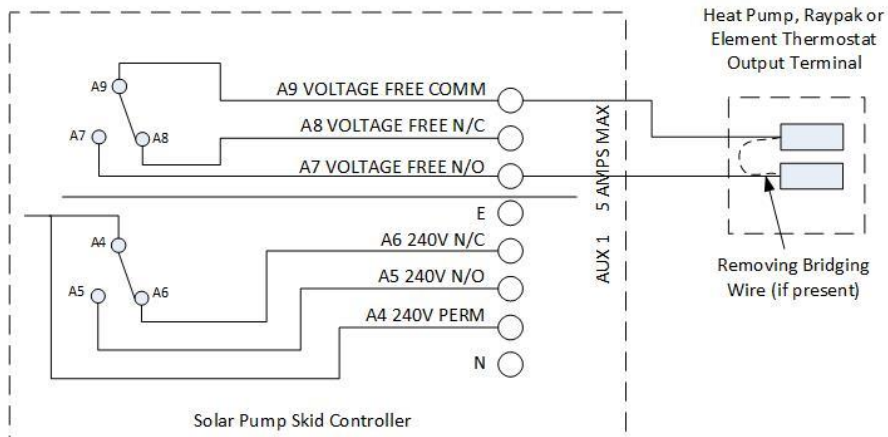 Heat Pump, Raypak or
Element Thermostat
Output Terminal
A9
A7
A8
A9 VOLTAGE FREE COMM
A8 VOLTAGE FREE N/C
A7 VOLTAGE FREE N/O
E
A4
A5
A6
A6 240V N/C
A5 240V N/O
A4 240V PERM
N
AUX 1 5 AMPS MAX
Removing Bridging
Wire (if present)
Solar Pump Skid Controller